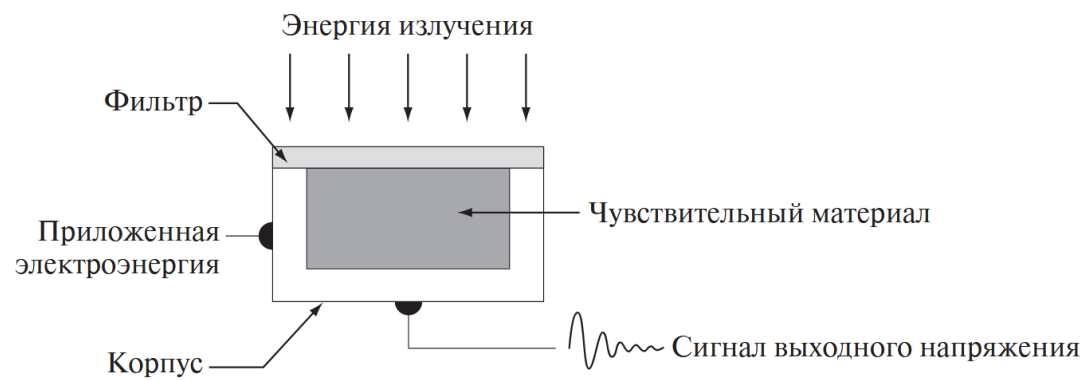 Энергия излучения
Фильтр
Чувствительный материал
Приложенная
электроэнергия
Корпус
Сигнал выходного напряжения